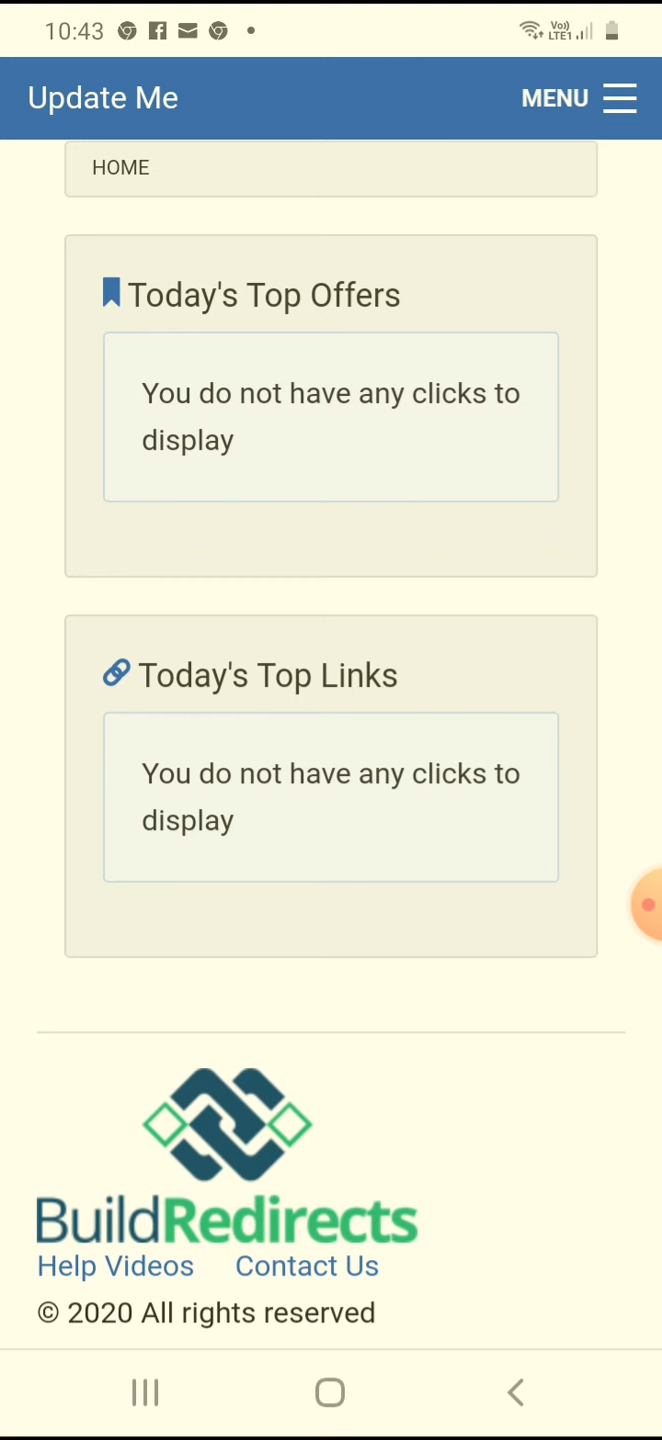 10:43
Vo)) LTE1
Update Me
MENU
HOME
Today's Top Offers
You do not have any clicks to
display
Today's Top Links
You do not have any clicks to
display
BuildRedirects
Help Videos Contact Us
© 2020 All rights reserved